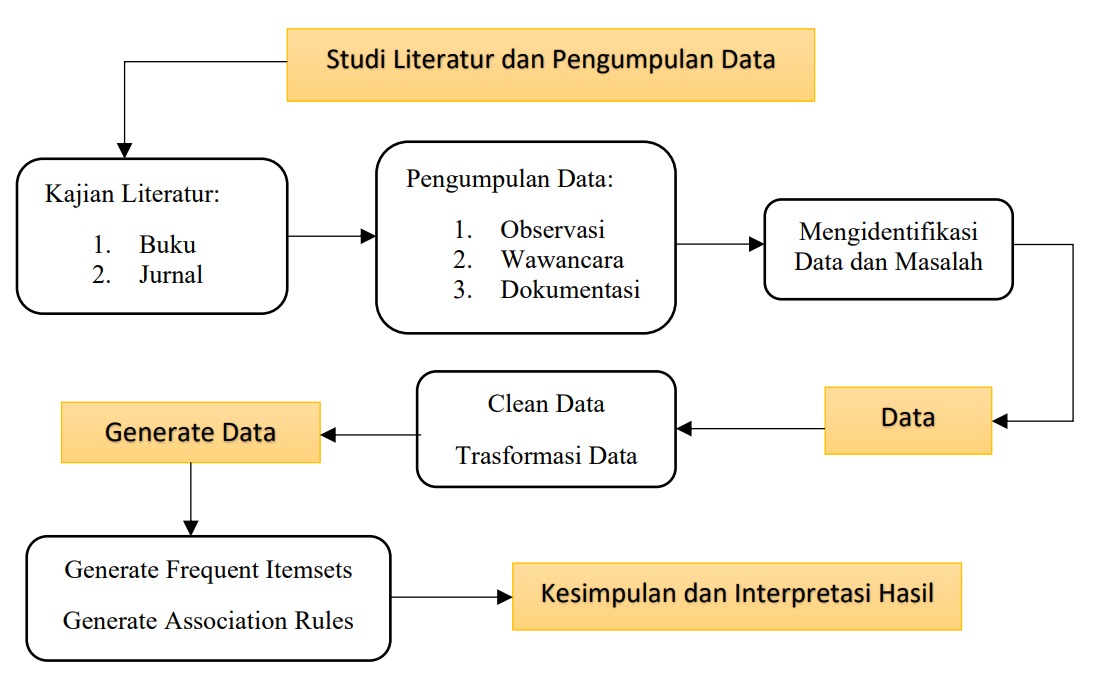 Studi Literatur dan Pengumpulan Data
Kajian Literatur:
1. Buku
2. Jurnal
Pengumpulan Data:
1. Observasi
2. Wawancara
3. Dokumentasi
Mengidentifikasi
Data dan Masalah
Data
Clean Data
Trasformasi Data
Generate Data
Generate Frequent Itemsets
Generate Association Rules
Kesimpulan dan Interpretasi Hasil